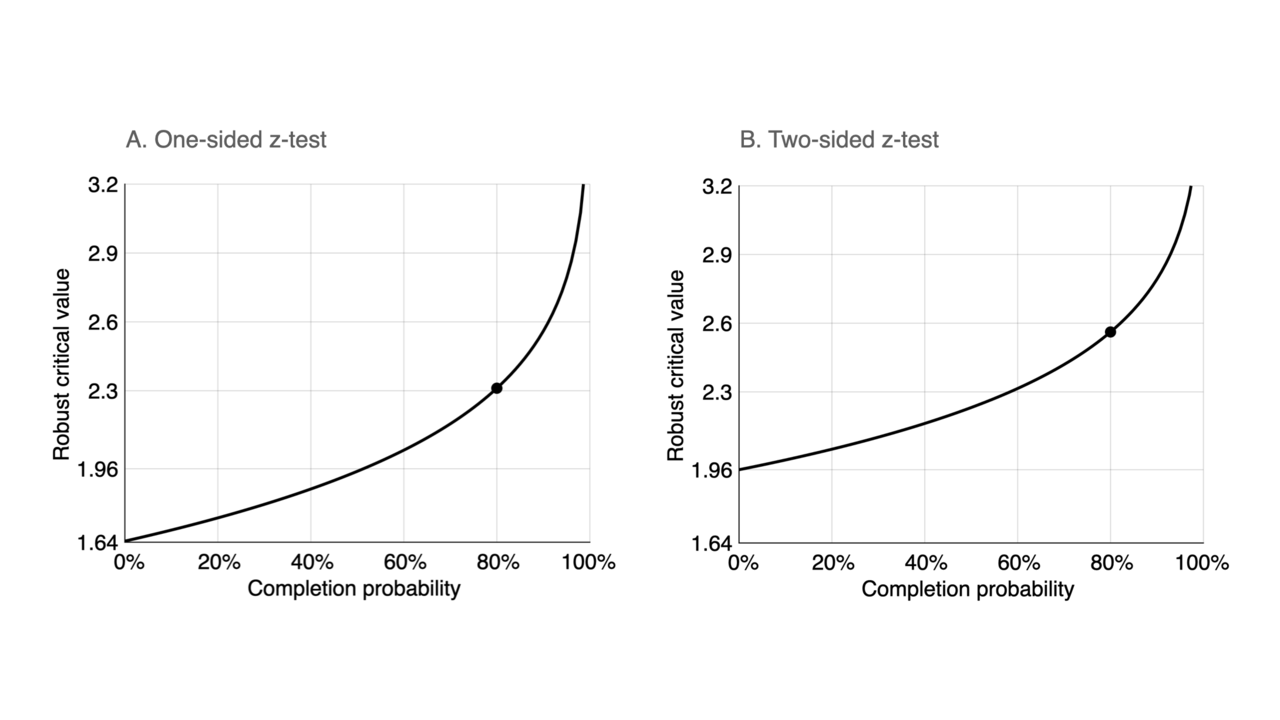 A. One-sided z-test
Robust critical value
3.2
2.9
2.6
2.3
1.96
1.64
0% 20% 40% 60% 80% 100%
Completion probability
B. Two-sided z-test
Robust critical value
3.2
2.9
2.6
2.3
1.96
1.64
0% 20% 40% 60% 80% 100%
Completion probability